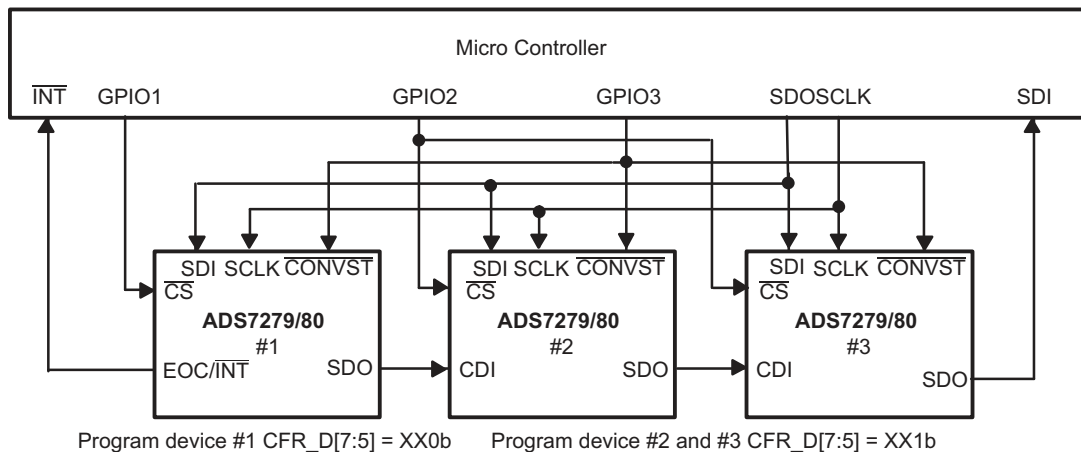 Micro Controller
INT GPIO1 GPIO2 GPIO3 SDOSCLK SDI
SDI SCLK CONVST SDI SCLK CONVST SDI SCLK CONVST
CS CS CS
ADS7279/80 ADS7279/80 ADS7279/80
#1 #2 #3
EOC/INT SDO CDI SDO CDI SDO
Program device #1 CFR_D[7:5] = XX0b Program device #2 and #3 CFR_D[7:5] = XX1b